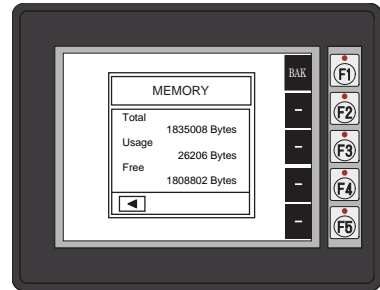 MEMORY
Total
1835008 Bytes
Usage
26206 Bytes
Free
1808802 Bytes
BAK
–
–
–
–
F1
F2
F3
F4
F5